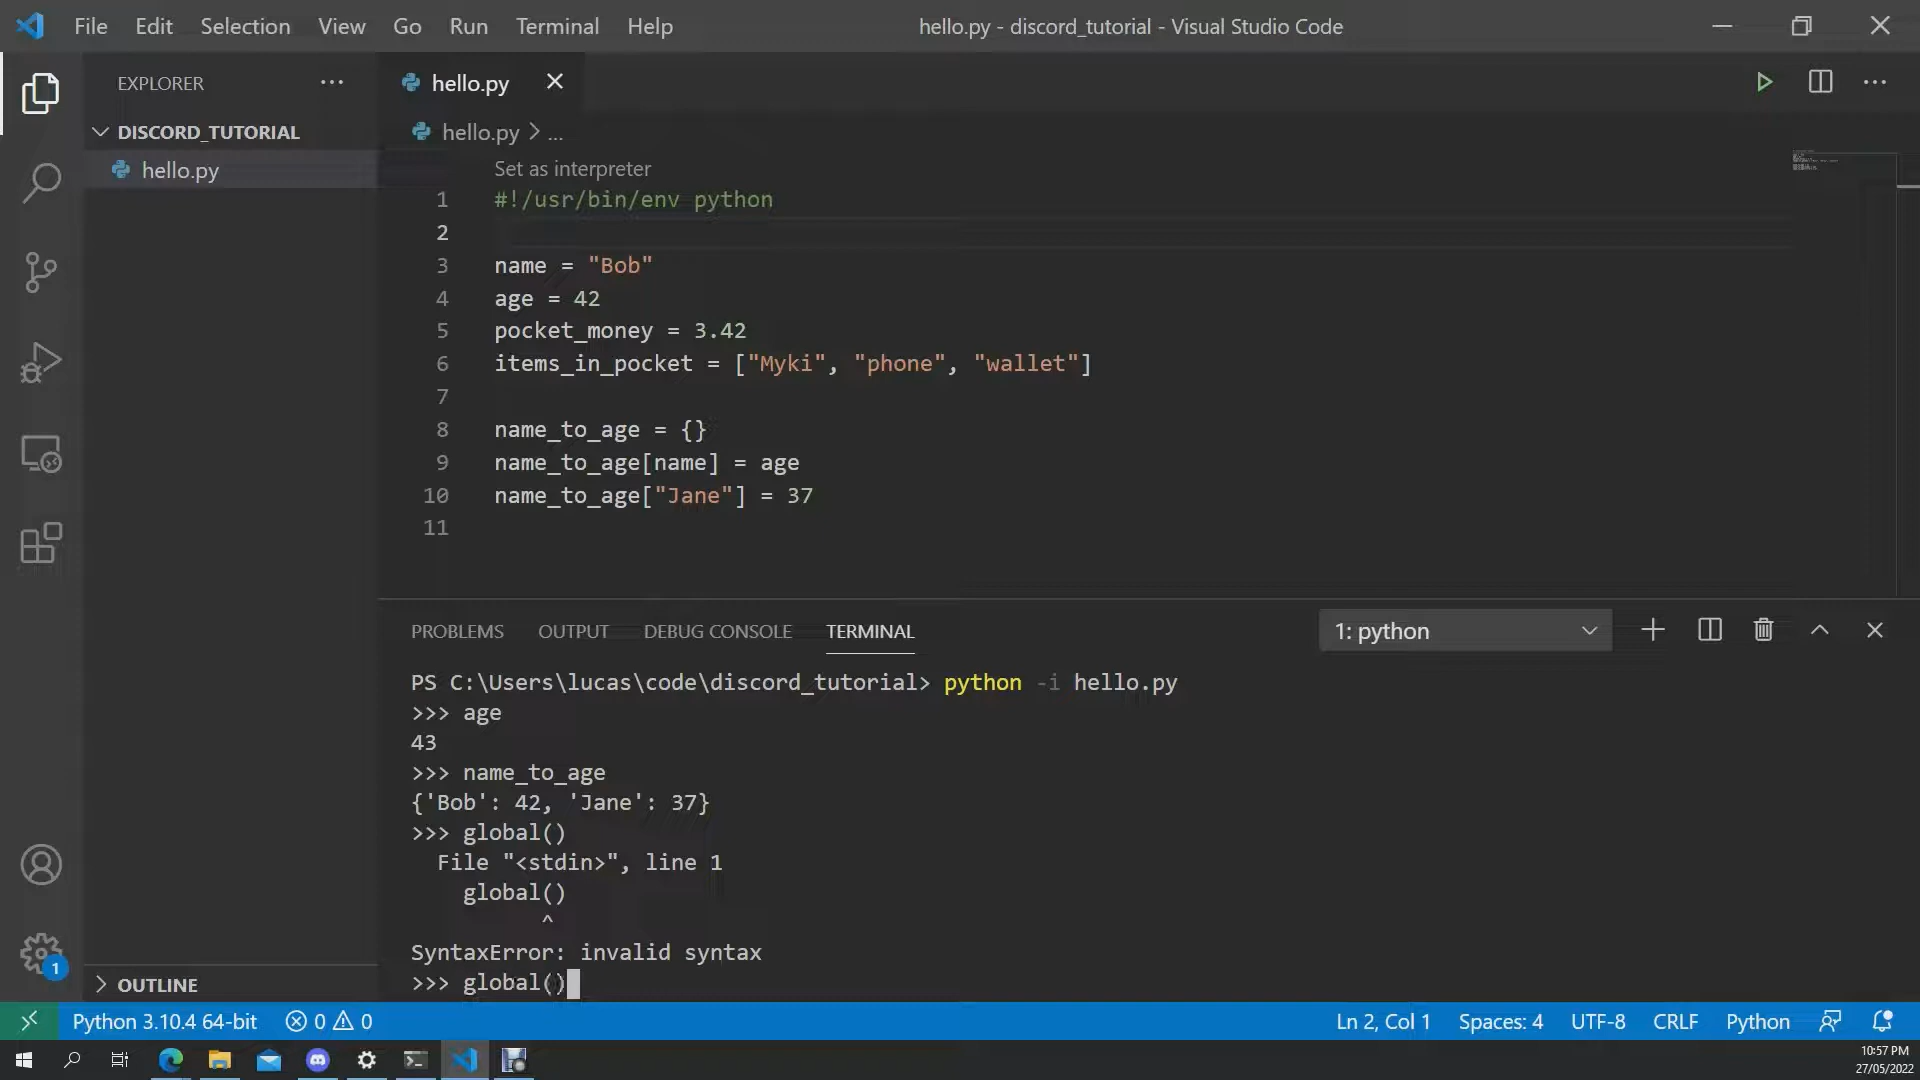 File Edit Selection View Go Run Terminal Help
hello.py - discord_tutorial - Visual Studio Code
EXPLORER
DISCORD_TUTORIAL
hello.py
OUTLINE
hello.py
hello.py > ...
Set as interpreter
1 #!/usr/bin/env python
2
3 name = "Bob"
4 age = 42
5 pocket_money = 3.42
6 items_in_pocket = ["Myki", "phone", "wallet"]
7
8 name_to_age = {}
9 name_to_age[name] = age
10 name_to_age["Jane"] = 37
11
PROBLEMS OUTPUT DEBUG CONSOLE TERMINAL
1: python
PS C:\Users\lucas\code\discord_tutorial> python -i hello.py
>>> age
43
>>> name_to_age
{'Bob': 42, 'Jane': 37}
>>> global()
  File "<stdin>", line 1
    global()
          ^
SyntaxError: invalid syntax
>>> global()
1
Python 3.10.4 64-bit 0 0
Ln 2, Col 1 Spaces: 4 UTF-8 CRLF Python
10:57 PM
27/05/2022